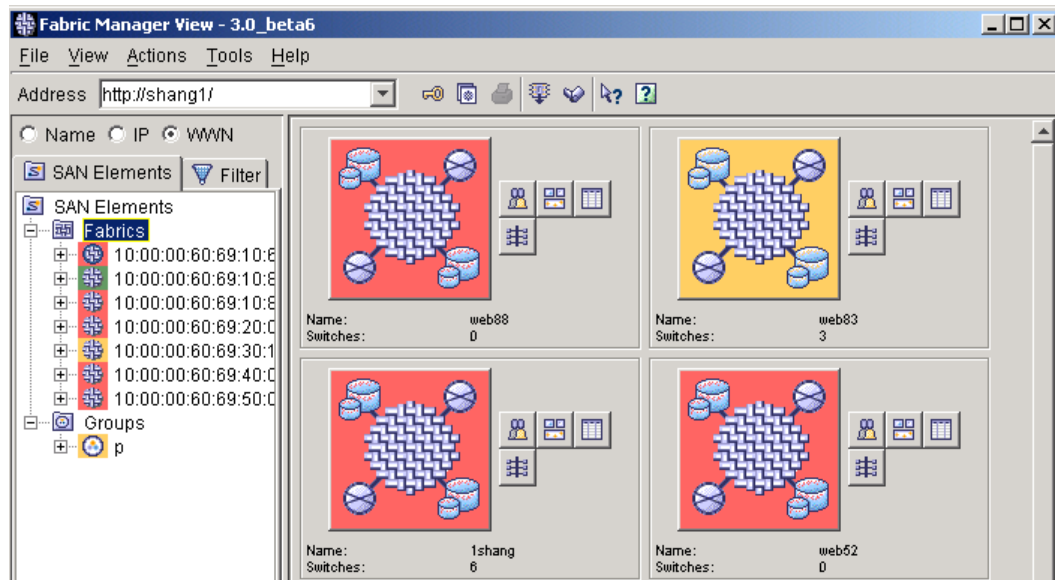 Fabric Manager View - 3.0_beta6
File View Actions Tools Help
Address http://shang1/
Name IP WWN
SAN Elements Filter
SAN Elements
Fabrics
10:00:00:60:69:10:6
10:00:00:60:69:10:8
10:00:00:60:69:10:8
10:00:00:60:69:20:0
10:00:00:60:69:30:1
10:00:00:60:69:40:0
10:00:00:60:69:50:0
Groups
p
Name: web88
Switches: 0
Name: web83
Switches: 3
Name: 1shang
Switches: 6
Name: web52
Switches: 0